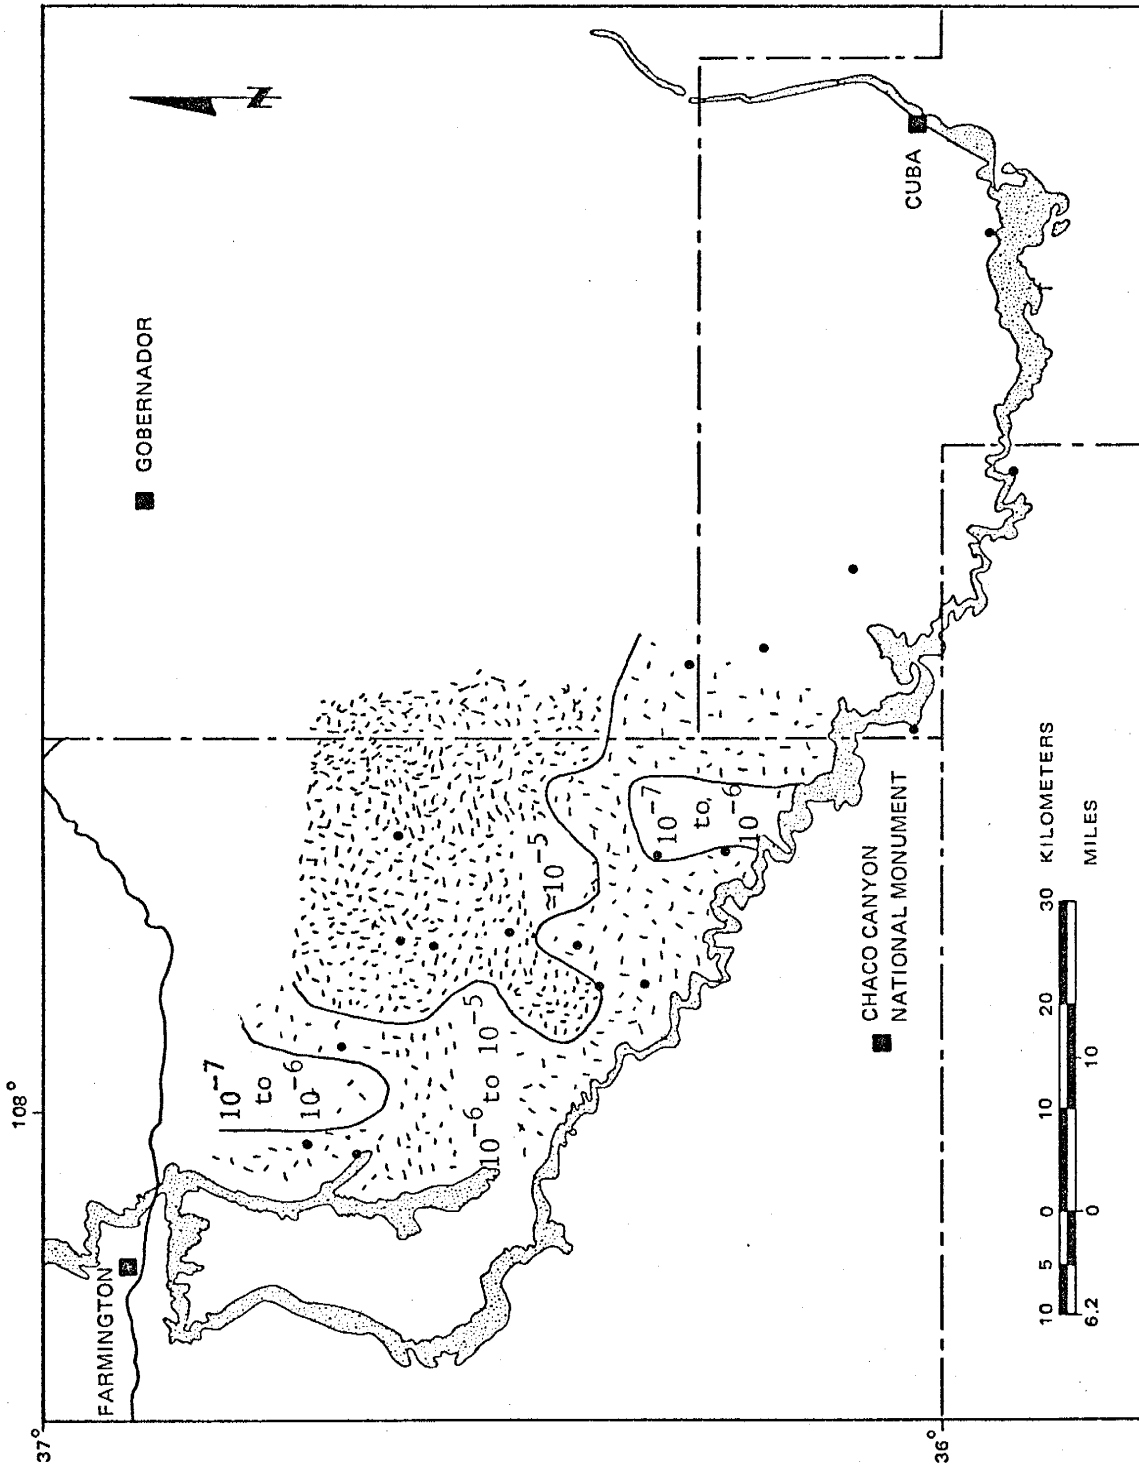 37°
108°
36°
N
FARMINGTON
GOBERNADOR
CUBA
CHACO CANYON
NATIONAL MONUMENT
10⁻⁷
to
10⁻⁶
10⁻⁶ to 10⁻⁵
≃10⁻⁵
10⁻⁷
to
10⁻⁶
10 5 0 10 20 30 KILOMETERS
6.2 0 10 MILES